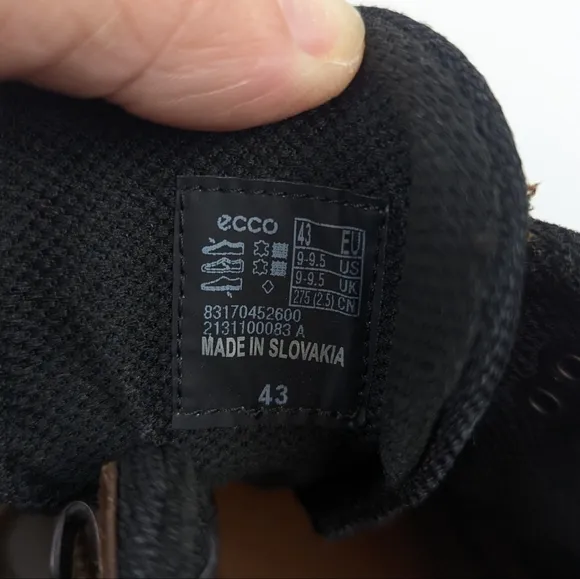 ecco
43 EU
9-9.5 US
9-9.5 UK
275 (2.5) CN
83170452600
2131100083 A
MADE IN SLOVAKIA
43